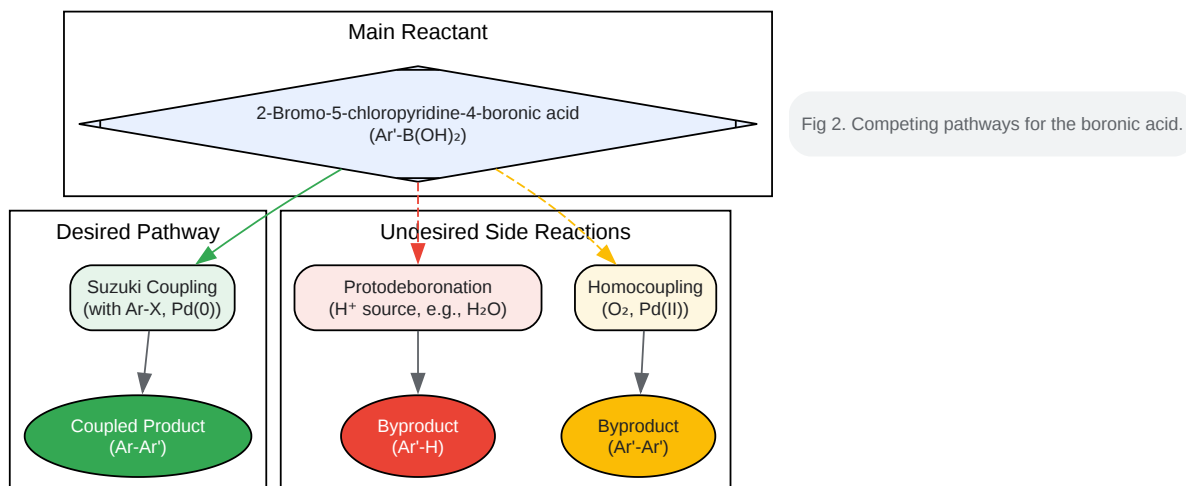 Main Reactant
2-Bromo-5-chloropyridine-4-boronic acid
(Ar'-B(OH)₂)
Fig 2. Competing pathways for the boronic acid.
Desired Pathway
Suzuki Coupling
(with Ar-X, Pd(0))
Coupled Product
(Ar-Ar')
Undesired Side Reactions
Protodeboronation
(H⁺ source, e.g., H₂O)
Homocoupling
(O₂, Pd(II))
Byproduct
(Ar'-H)
Byproduct
(Ar'-Ar')